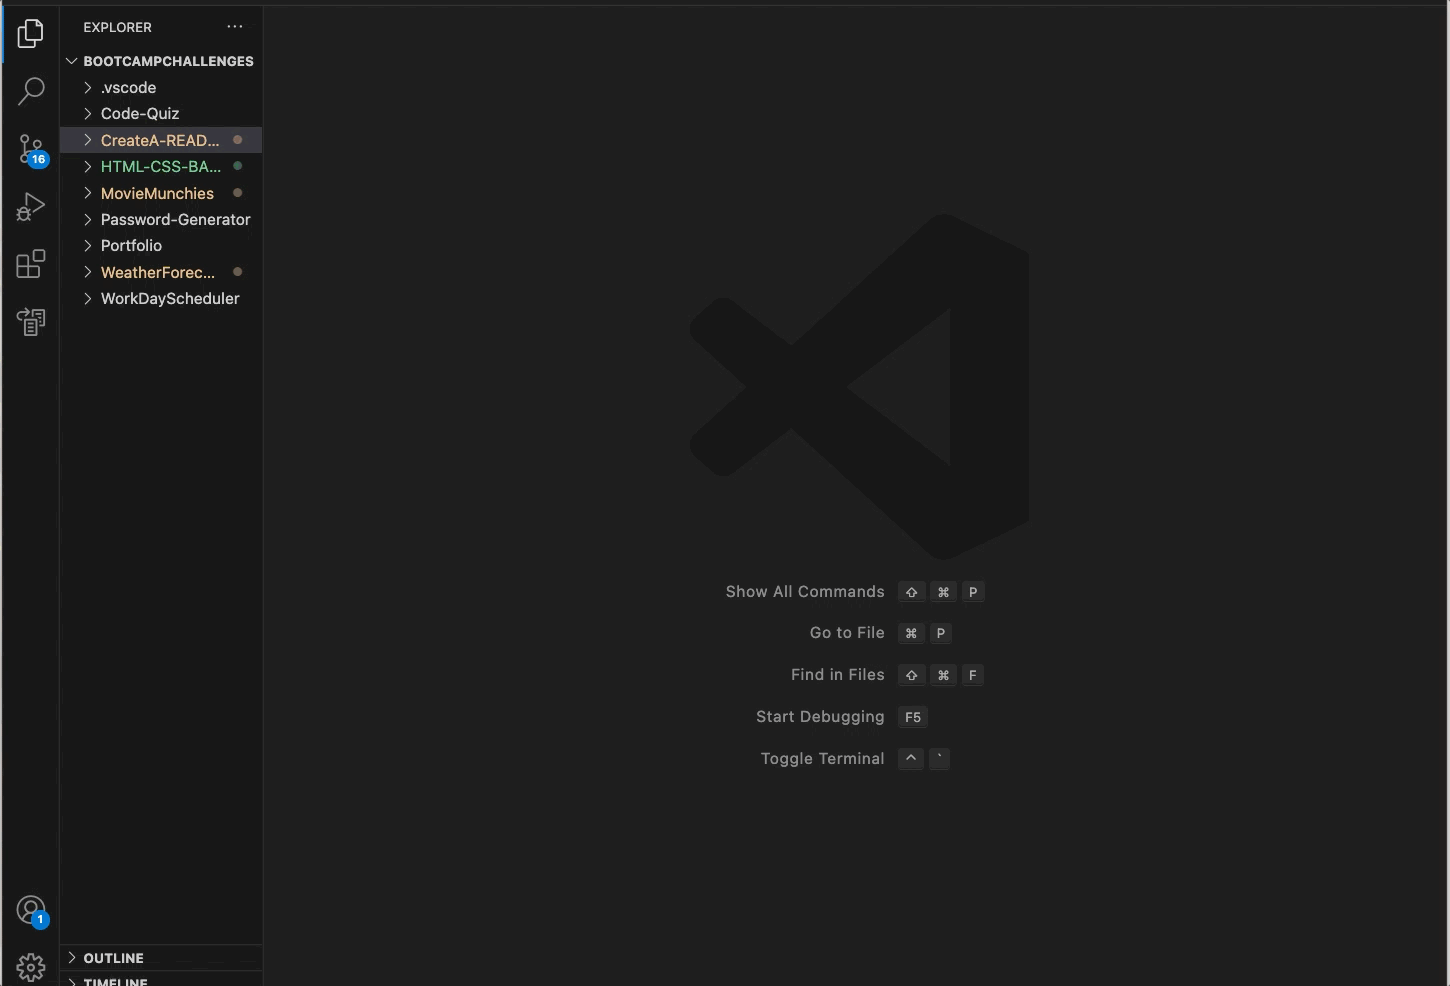 EXPLORER ···
BOOTCAMPCHALLENGES
.vscode
Code-Quiz
CreateA-READ...
HTML-CSS-BA...
MovieMunchies
Password-Generator
Portfolio
WeatherForec...
WorkDayScheduler
16
Show All Commands ⇧ ⌘ P
Go to File ⌘ P
Find in Files ⇧ ⌘ F
Start Debugging F5
Toggle Terminal ^ `
1
OUTLINE
TIMELINE